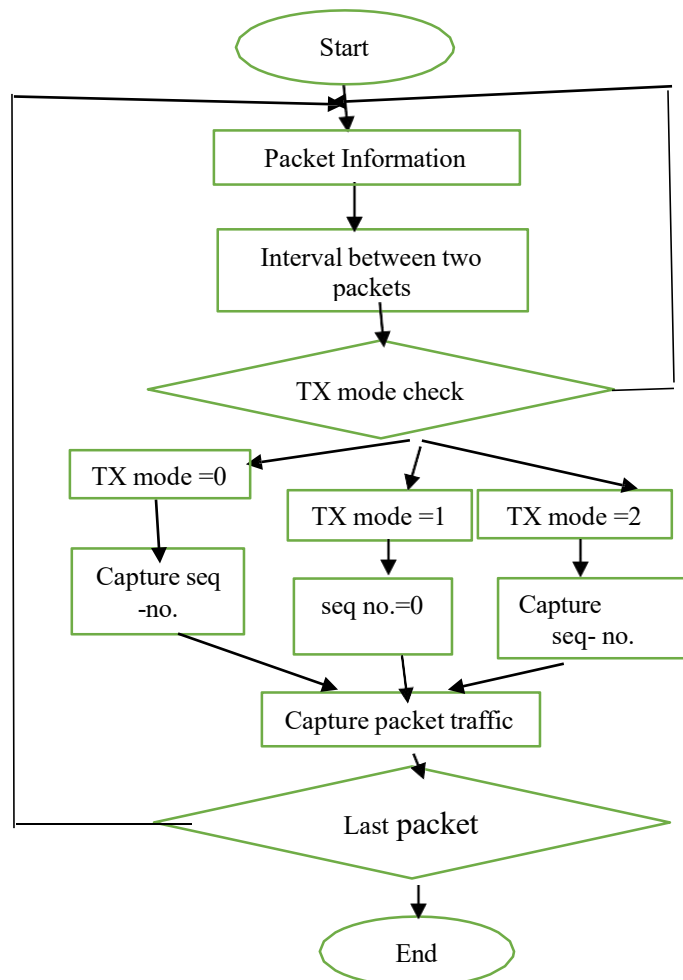 Start
Packet Information
Interval between two
packets
TX mode check
TX mode =0
TX mode =1
TX mode =2
Capture seq
-no.
seq no.=0
Capture
seq- no.
Capture packet traffic
Last packet
End